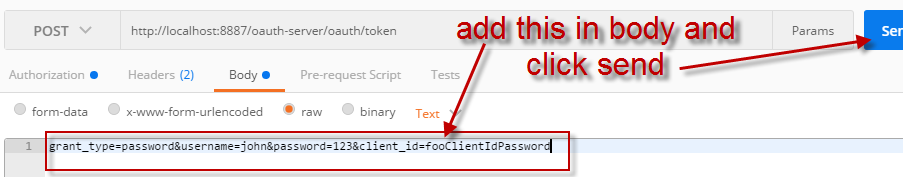 POST http://localhost:8887/oauth-server/oauth/token Params Sen
add this in body and
click send
Authorization Headers (2) Body Pre-request Script Tests
form-data x-www-form-urlencoded raw binary Text
1 grant_type=password&username=john&password=123&client_id=fooClientIdPassword